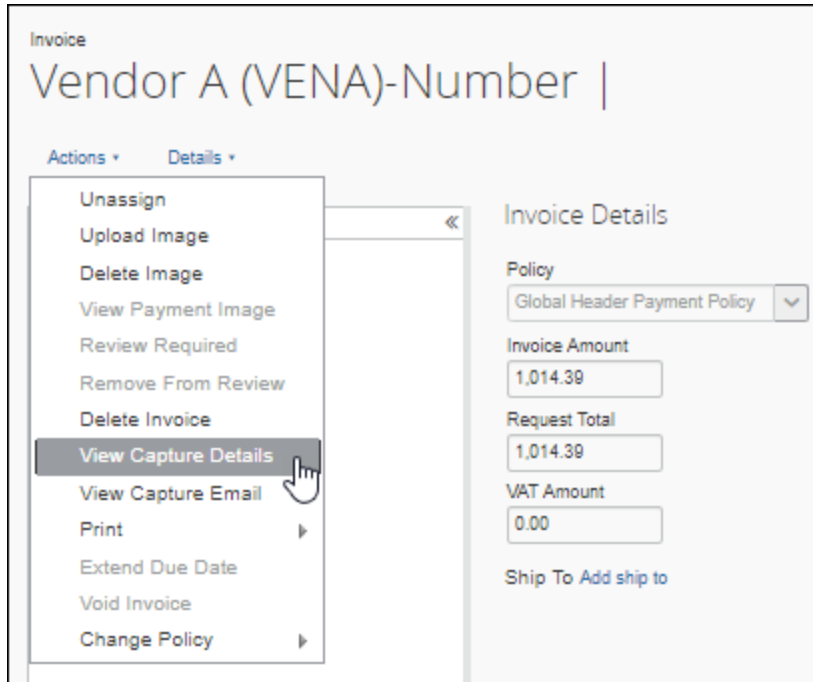 Invoice
Vendor A (VENA)-Number |
Actions
Details
Unassign
Upload Image
Delete Image
View Payment Image
Review Required
Remove From Review
Delete Invoice
View Capture Details
View Capture Email
Print
Extend Due Date
Void Invoice
Change Policy
Invoice Details
Policy
Global Header Payment Policy
Invoice Amount
1,014.39
Request Total
1,014.39
VAT Amount
0.00
Ship To Add ship to